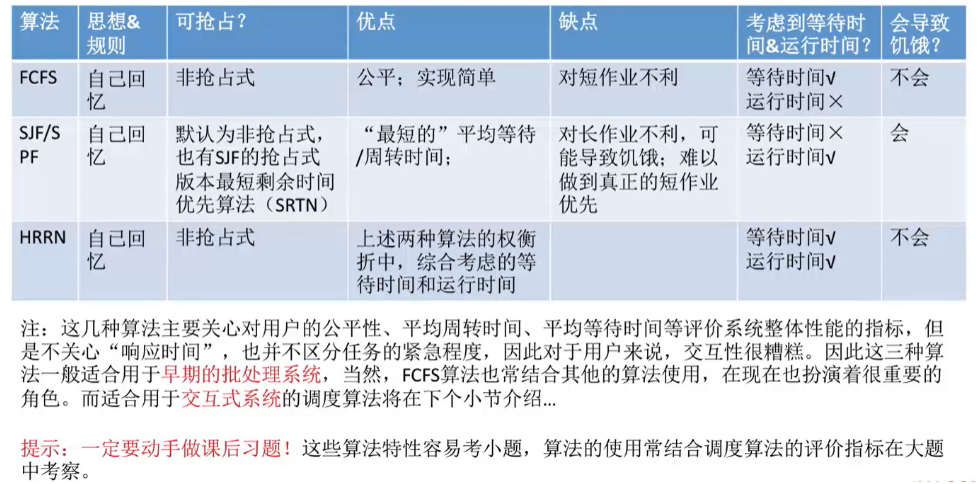 算法 思想& 可抢占？ 优点 缺点 考虑到等待时 会导致
规则 间&运行时间？ 饥饿？
FCFS 自己回 非抢占式 公平；实现简单 对短作业不利 等待时间√ 不会
忆 运行时间×
SJF/S 自己回 默认为非抢占式， “最短的”平均等待 对长作业不利，可 等待时间× 会
PF 忆 也有SJF的抢占式 /周转时间； 能导致饥饿；难以 运行时间√
版本最短剩余时间 做到真正的短作业
优先算法（SRTN） 优先
HRRN 自己回 非抢占式 上述两种算法的权衡 等待时间√ 不会
忆 折中，综合考虑的等 运行时间√
待时间和运行时间
注：这几种算法主要关心对用户的公平性、平均周转时间、平均等待时间等评价系统整体性能的指标，但
是不关心“响应时间”，也并不区分任务的紧急程度，因此对于用户来说，交互性很糟糕。因此这三种算
法一般适合用于早期的批处理系统，当然，FCFS算法也常结合其他的算法使用，在现在也扮演着很重要的
角色。而适合用于交互式系统的调度算法将在下个小节介绍...
提示：一定要动手做课后习题！这些算法特性容易考小题，算法的使用常结合调度算法的评价指标在大题
中考察。